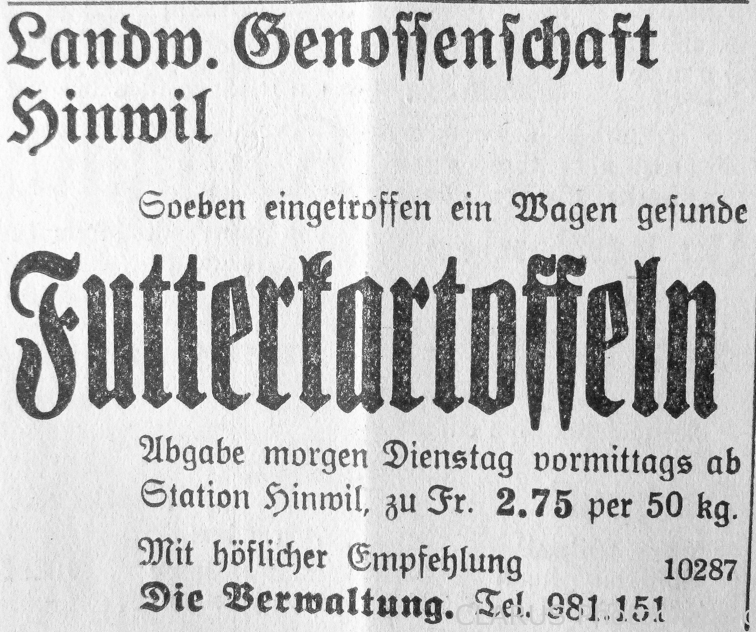 Landw. Genossenschaft
Hinwil
Soeben eingetroffen ein Wagen gesunde
Futterkartoffeln
Abgabe morgen Dienstag vormittags ab
Station Hinwil, zu Fr. 2.75 per 50 kg.
Mit höflicher Empfehlung 10287
Die Verwaltung. Tel. 981.151